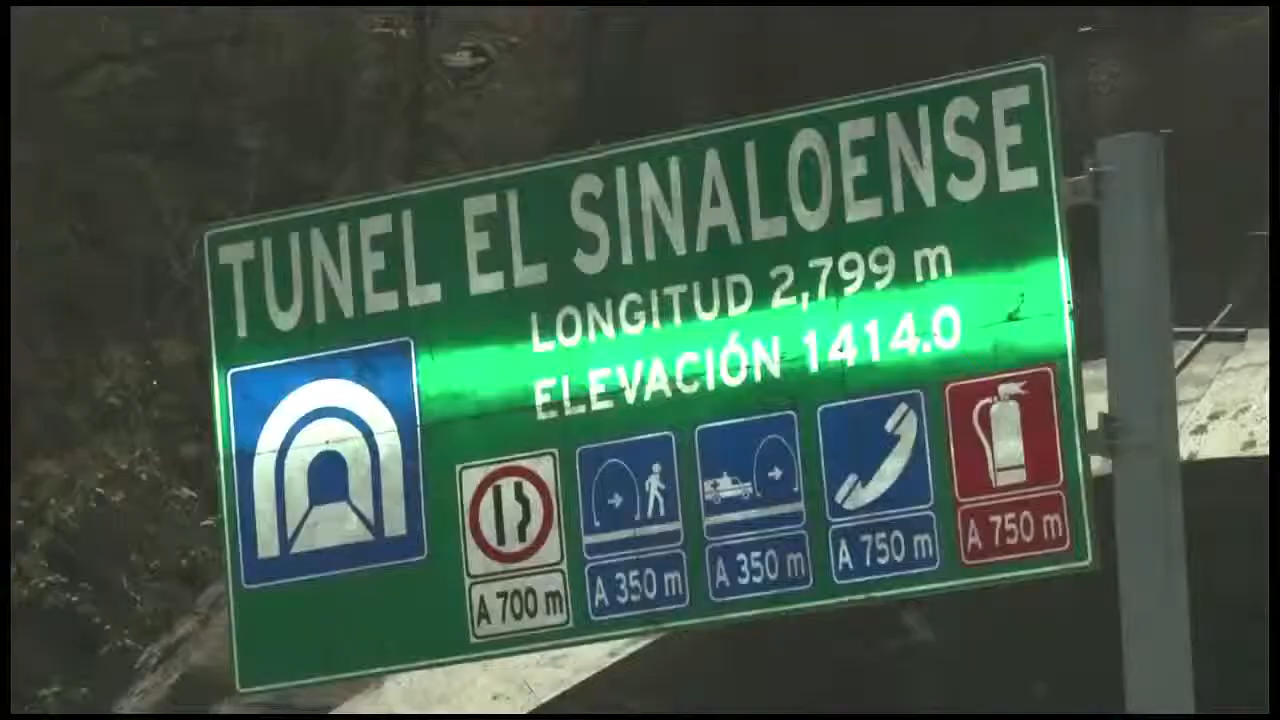 TUNEL EL SINALOENSE
LONGITUD 2,799 m
ELEVACIÓN 1414.0
A 700 m
A 350 m
A 350 m
A 750 m
A 750 m